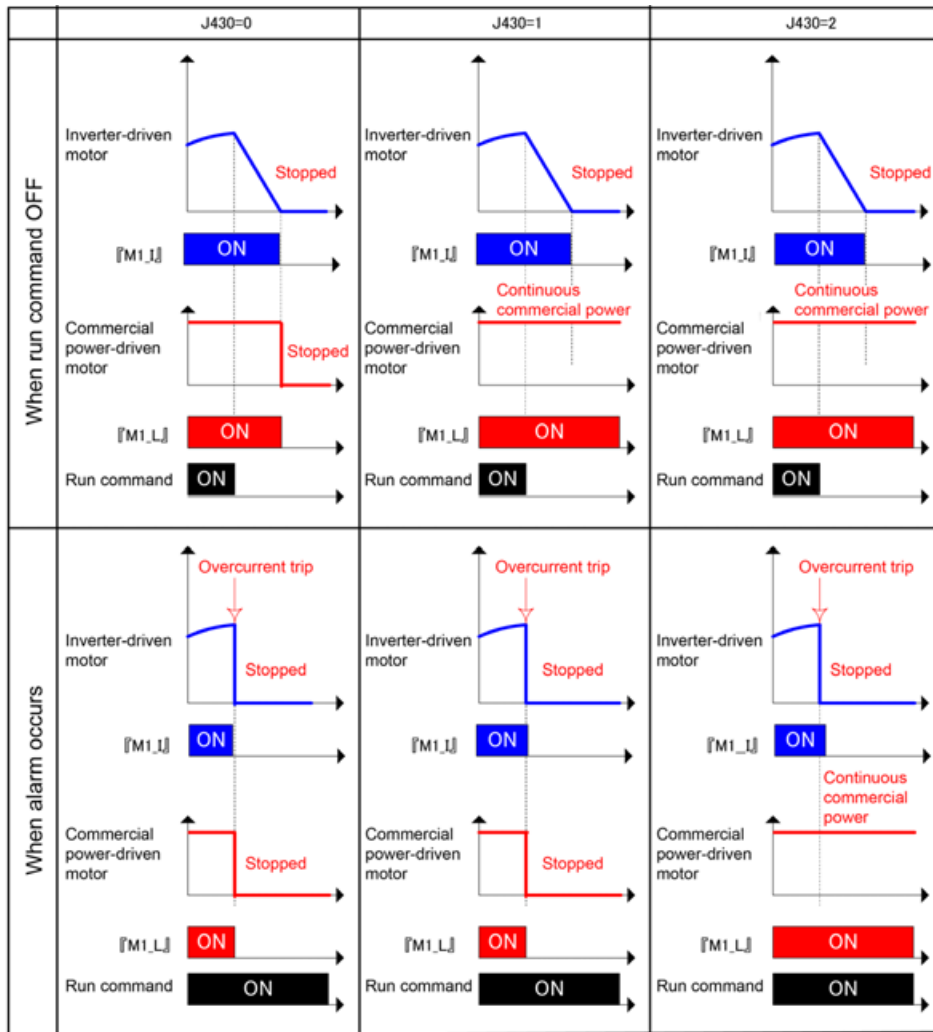 J430=0
J430=1
J430=2
When run command OFF
Inverter-driven
motor
Stopped
『M1_I』
ON
Commercial
power-driven
motor
Stopped
『M1_L』
ON
Run command
ON
Inverter-driven
motor
Stopped
『M1_I』
ON
Continuous
commercial power
Commercial
power-driven
motor
『M1_L』
ON
Run command
ON
Inverter-driven
motor
Stopped
『M1_I』
ON
Continuous
commercial power
Commercial
power-driven
motor
『M1_L』
ON
Run command
ON
When alarm occurs
Overcurrent trip
Inverter-driven
motor
Stopped
『M1_I』
ON
Commercial
power-driven
motor
Stopped
『M1_L』
ON
Run command
ON
Overcurrent trip
Inverter-driven
motor
Stopped
『M1_I』
ON
Commercial
power-driven
motor
Stopped
『M1_L』
ON
Run command
ON
Overcurrent trip
Inverter-driven
motor
Stopped
『M1_I』
ON
Continuous
commercial
power
Commercial
power-driven
motor
『M1_L』
ON
Run command
ON